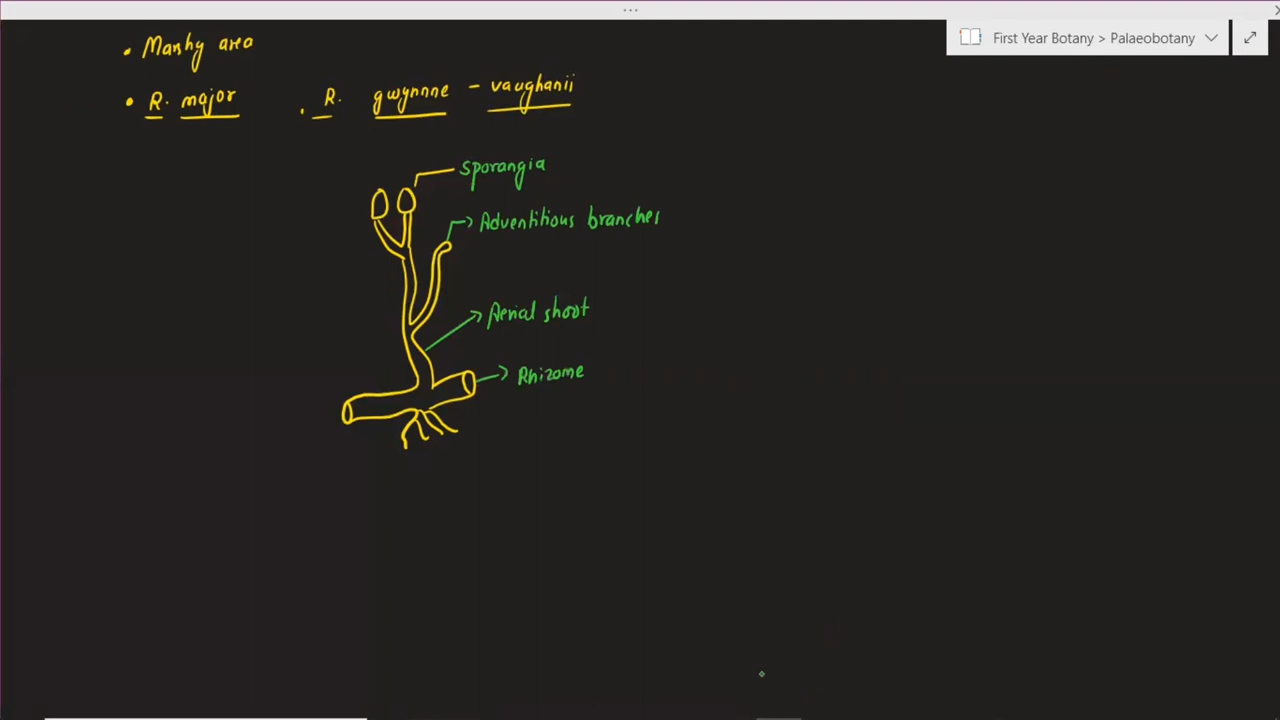 First Year Botany > Palaeobotany
• Marshy area
• R. major . R. gwynnne - vaughanii
Sporangia
Adventitious branches
Aerial shoot
Rhizome